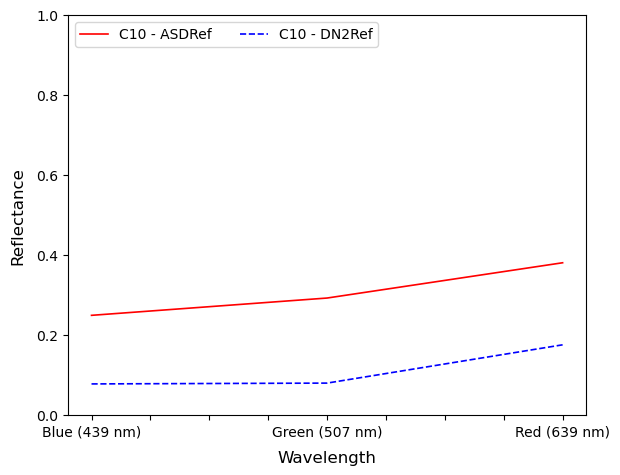 C10 - ASDRef C10 - DN2Ref
1.0
0.8
0.6
0.4
0.2
0.0
Reflectance
Blue (439 nm) Green (507 nm) Red (639 nm)
Wavelength